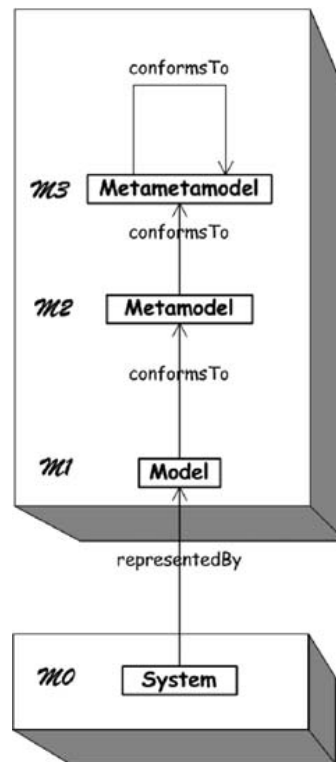 conformsTo
M3 Metametamodel
conformsTo
M2 Metamodel
conformsTo
M1 Model
representedBy
M0 System